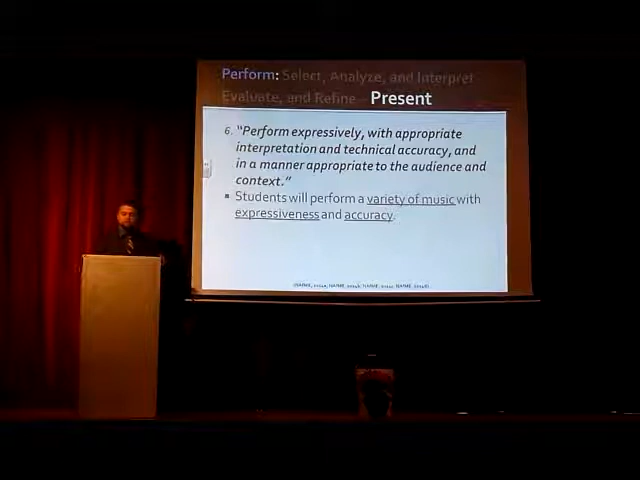 Perform: Select, Analyze, and Interpret
Evaluate, and Refine - Present
6. "Perform expressively, with appropriate
interpretation and technical accuracy, and
in a manner appropriate to the audience and
context."
▪ Students will perform a variety of music with
expressiveness and accuracy.